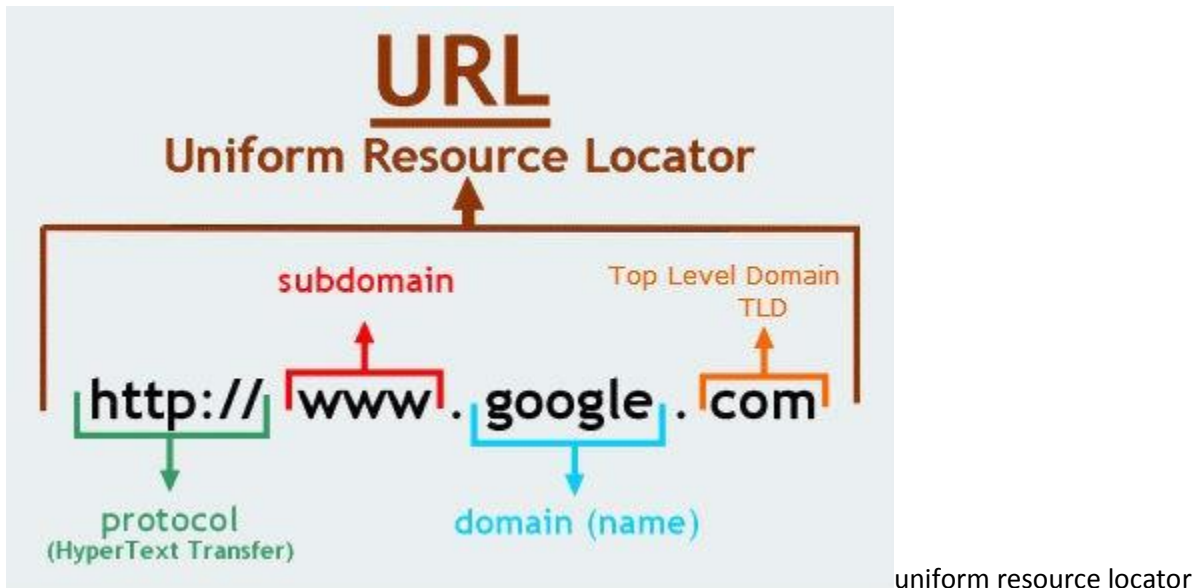 URL
Uniform Resource Locator
subdomain
Top Level Domain
TLD
http:// www . google . com
protocol
(HyperText Transfer)
domain (name)
uniform resource locator